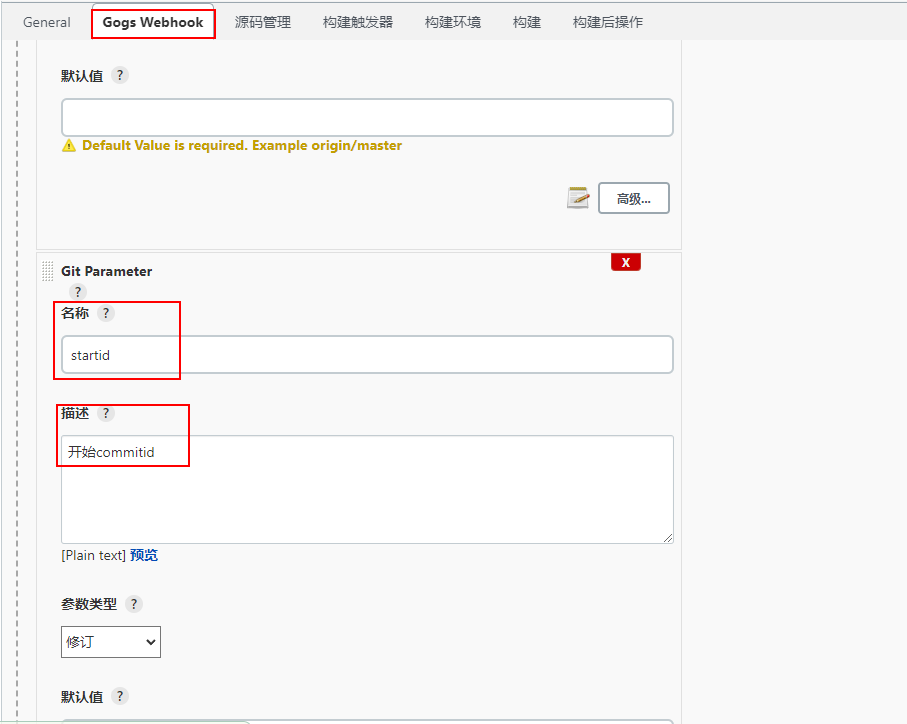 General Gogs Webhook 源码管理 构建触发器 构建环境 构建 构建后操作
默认值 ?
Default Value is required. Example origin/master
高级...
X
Git Parameter
?
名称 ?
startid
描述 ?
开始commitid
[Plain text] 预览
参数类型 ?
修订
默认值 ?